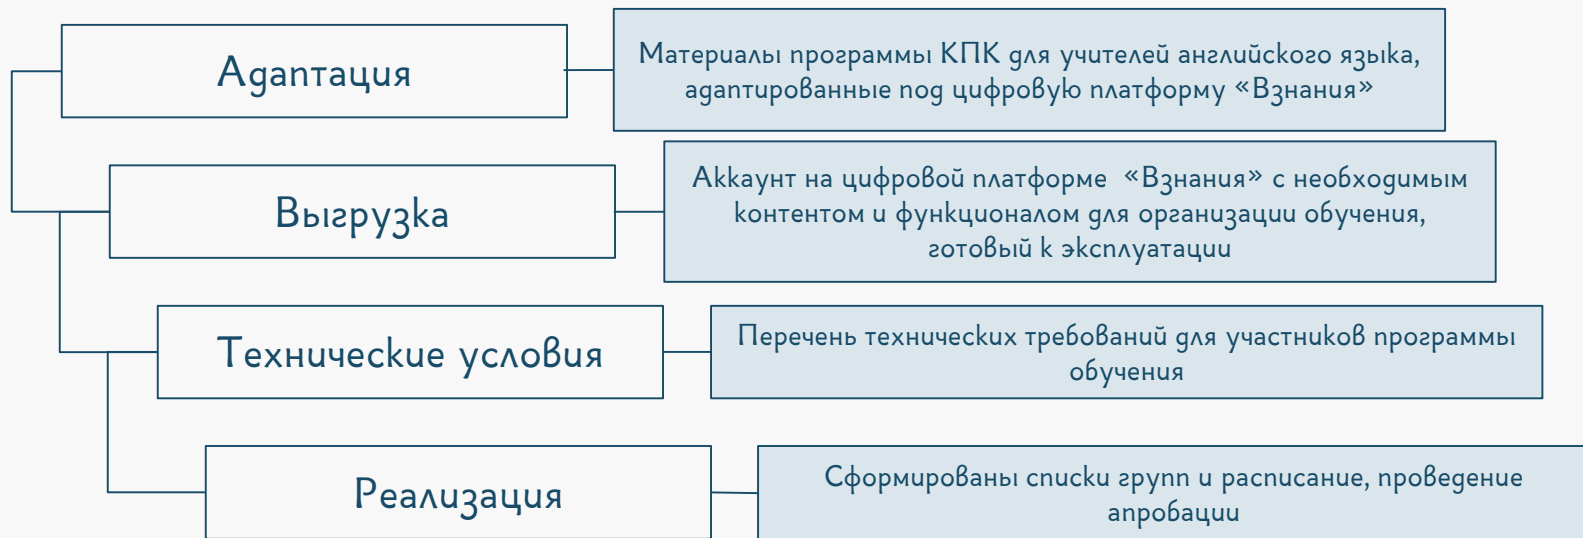 Адаптация
Материалы программы КПК для учителей английского языка,
адаптированные под цифровую платформу «Взнания»
Выгрузка
Аккаунт на цифровой платформе «Взнания» с необходимым
контентом и функционалом для организации обучения,
готовый к эксплуатации
Технические условия
Перечень технических требований для участников программы
обучения
Реализация
Сформированы списки групп и расписание, проведение
апробации